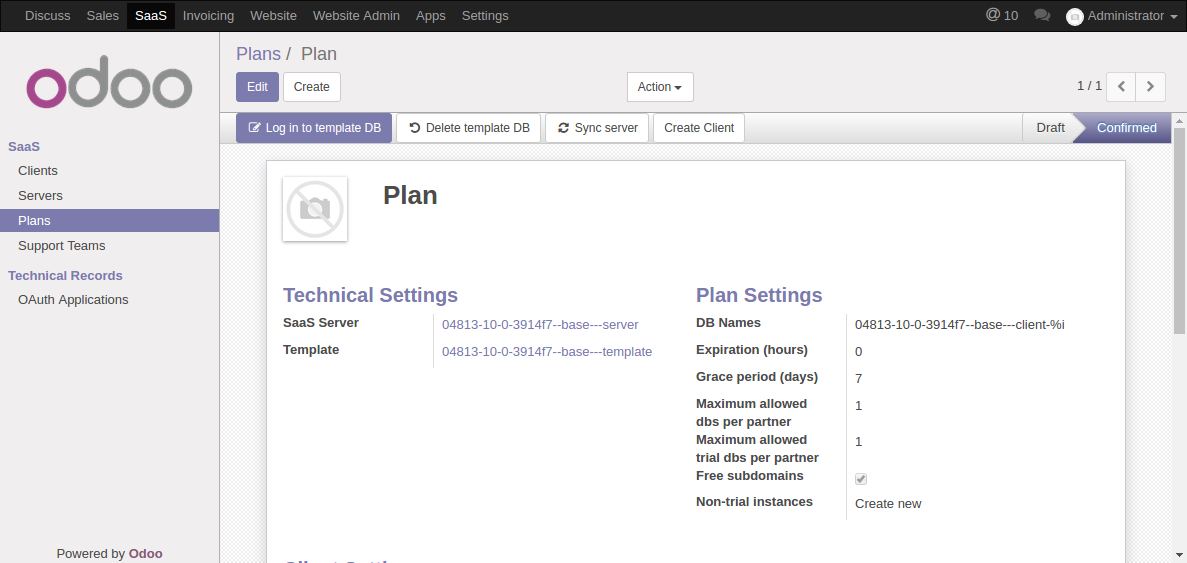 Discuss Sales SaaS Invoicing Website Website Admin Apps Settings @ 10 Administrator
odoo
Plans / Plan
Edit Create Action 1 / 1
Log in to template DB Delete template DB Sync server Create Client Draft Confirmed
SaaS
Clients
Servers
Plans
Support Teams
Technical Records
OAuth Applications
Powered by Odoo
Plan
Technical Settings
SaaS Server 04813-10-0-3914f7--base---server
Template 04813-10-0-3914f7--base---template
Plan Settings
DB Names 04813-10-0-3914f7--base---client-%i
Expiration (hours) 0
Grace period (days) 7
Maximum allowed 1
dbs per partner
Maximum allowed 1
trial dbs per partner
Free subdomains
Non-trial instances Create new